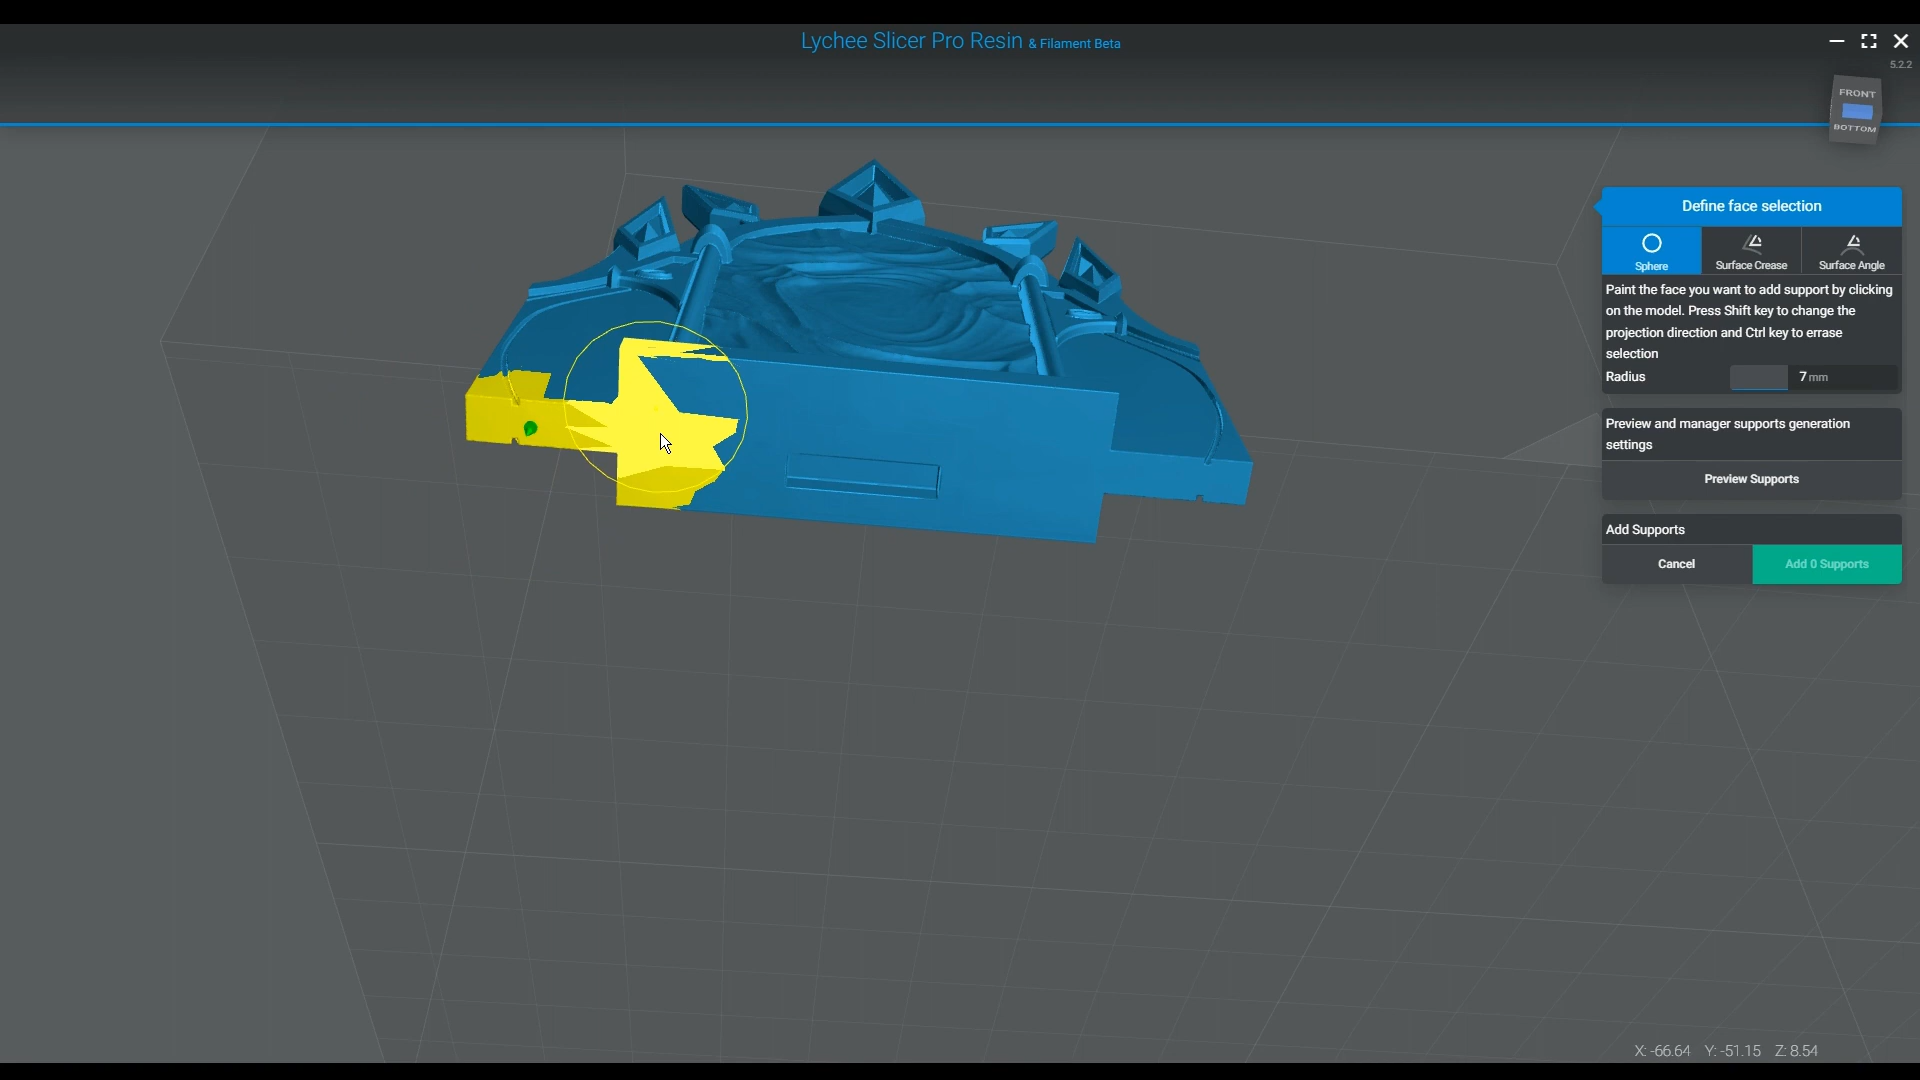 Lychee Slicer Pro Resin & Filament Beta
5.2.2
FRONT
BOTTOM
Define face selection
Sphere
Surface Crease
Surface Angle
Paint the face you want to add support by clicking
on the model. Press Shift key to change the
projection direction and Ctrl key to errase
selection
Radius 7 mm
Preview and manager supports generation
settings
Preview Supports
Add Supports
Cancel
Add 0 Supports
X: -66.64 Y: -51.15 Z: 8.54